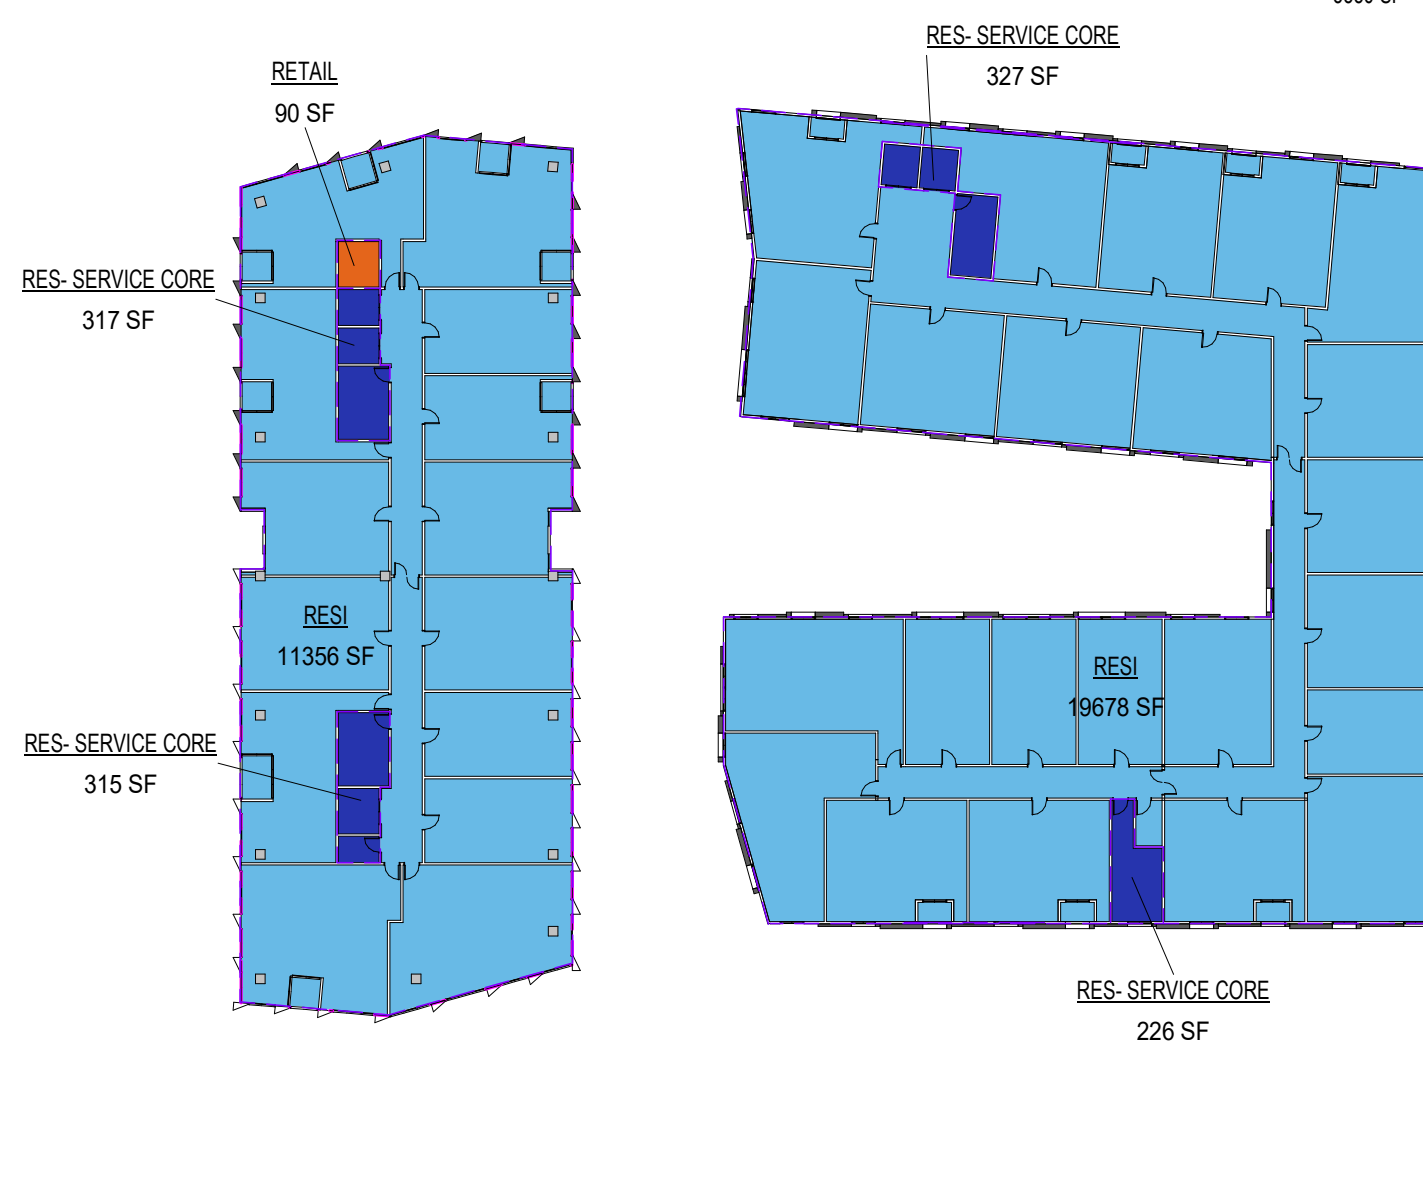 RES- SERVICE CORE
327 SF
RETAIL
90 SF
RES- SERVICE CORE
317 SF
RESI
11356 SF
RESI
19678 SF
RES- SERVICE CORE
315 SF
RES- SERVICE CORE
226 SF